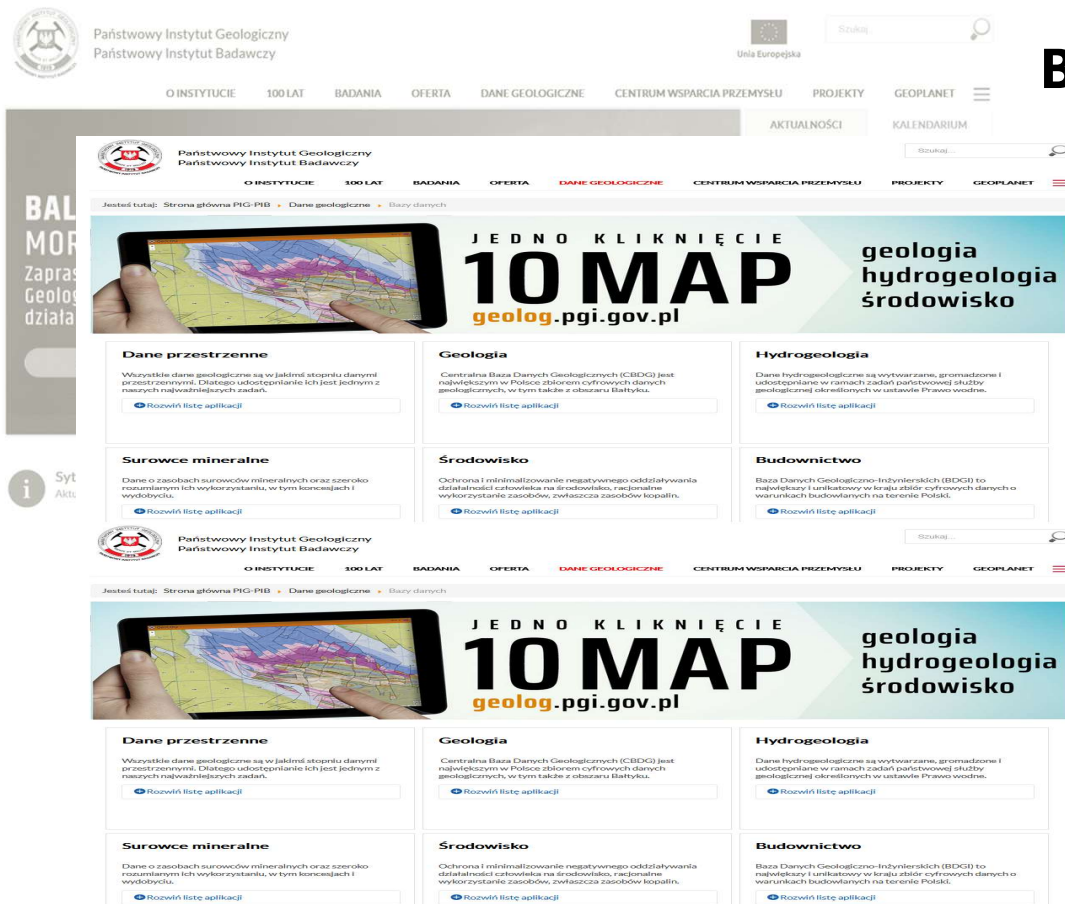 Państwowy Instytut Geologiczny
Państwowy Instytut Badawczy
Unia Europejska
Szukaj...
B
O INSTYTUCIE 100 LAT BADANIA OFERTA DANE GEOLOGICZNE CENTRUM WSPARCIA PRZEMYSŁU PROJEKTY GEOPLANET
AKTUALNOŚCI KALENDARIUM
BAL
MOR
Zapras
Geolog
działa
i
Syt
Aktu
Państwowy Instytut Geologiczny
Państwowy Instytut Badawczy
Szukaj...
O INSTYTUCIE 100 LAT BADANIA OFERTA DANE GEOLOGICZNE CENTRUM WSPARCIA PRZEMYSŁU PROJEKTY GEOPLANET
Jesteś tutaj: Strona główna PIG-PIB Dane geologiczne Bazy danych
JEDNO KLIKNIĘCIE
10 MAP
geolog.pgi.gov.pl
geologia
hydrogeologia
środowisko
Dane przestrzenne
Wszystkie dane geologiczne są w jakimś stopniu danymi
przestrzennymi. Dlatego udostępnianie ich jest jednym z
naszych najważniejszych zadań.
Rozwiń listę aplikacji
Geologia
Centralna Baza Danych Geologicznych (CBDG) jest
największym w Polsce zbiorem cyfrowych danych
geologicznych, w tym także z obszaru Bałtyku.
Rozwiń listę aplikacji
Hydrogeologia
Dane hydrogeologiczne są wytwarzane, gromadzone i
udostępniane w ramach zadań państwowej służby
geologicznej określonych w ustawie Prawo wodne.
Rozwiń listę aplikacji
Surowce mineralne
Dane o zasobach surowców mineralnych oraz szeroko
rozumianym ich wykorzystaniu, w tym koncesjach i
wydobyciu.
Rozwiń listę aplikacji
Środowisko
Ochrona i minimalizowanie negatywnego oddziaływania
działalności człowieka na środowisko, racjonalne
wykorzystanie zasobów, zwłaszcza zasobów kopalin.
Rozwiń listę aplikacji
Budownictwo
Baza Danych Geologiczno-Inżynierskich (BDGI) to
największy i unikatowy w kraju zbiór cyfrowych danych o
warunkach budowlanych na terenie Polski.
Rozwiń listę aplikacji
Państwowy Instytut Geologiczny
Państwowy Instytut Badawczy
Szukaj...
O INSTYTUCIE 100 LAT BADANIA OFERTA DANE GEOLOGICZNE CENTRUM WSPARCIA PRZEMYSŁU PROJEKTY GEOPLANET
Jesteś tutaj: Strona główna PIG-PIB Dane geologiczne Bazy danych
JEDNO KLIKNIĘCIE
10 MAP
geolog.pgi.gov.pl
geologia
hydrogeologia
środowisko
Dane przestrzenne
Wszystkie dane geologiczne są w jakimś stopniu danymi
przestrzennymi. Dlatego udostępnianie ich jest jednym z
naszych najważniejszych zadań.
Rozwiń listę aplikacji
Geologia
Centralna Baza Danych Geologicznych (CBDG) jest
największym w Polsce zbiorem cyfrowych danych
geologicznych, w tym także z obszaru Bałtyku.
Rozwiń listę aplikacji
Hydrogeologia
Dane hydrogeologiczne są wytwarzane, gromadzone i
udostępniane w ramach zadań państwowej służby
geologicznej określonych w ustawie Prawo wodne.
Rozwiń listę aplikacji
Surowce mineralne
Dane o zasobach surowców mineralnych oraz szeroko
rozumianym ich wykorzystaniu, w tym koncesjach i
wydobyciu.
Rozwiń listę aplikacji
Środowisko
Ochrona i minimalizowanie negatywnego oddziaływania
działalności człowieka na środowisko, racjonalne
wykorzystanie zasobów, zwłaszcza zasobów kopalin.
Rozwiń listę aplikacji
Budownictwo
Baza Danych Geologiczno-Inżynierskich (BDGI) to
największy i unikatowy w kraju zbiór cyfrowych danych o
warunkach budowlanych na terenie Polski.
Rozwiń listę aplikacji